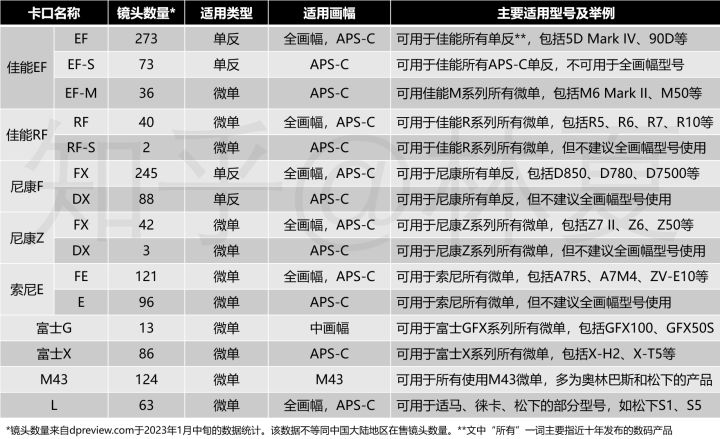 卡口名称 镜头数量* 适用类型 适用画幅 主要适用型号及举例
佳能EF EF 273 单反 全画幅，APS-C 可用于佳能所有单反**，包括5D Mark IV、90D等
EF-S 73 单反 APS-C 可用于佳能所有APS-C单反，不可用于全画幅型号
EF-M 36 微单 APS-C 可用佳能M系列所有微单，包括M6 Mark II、M50等
佳能RF RF 40 微单 全画幅，APS-C 可用于佳能R系列所有微单，包括R5、R6、R7、R10等
RF-S 2 微单 APS-C 可用于佳能R系列所有微单，但不建议全画幅型号使用
尼康F FX 245 单反 全画幅，APS-C 可用于尼康所有单反，包括D850、D780、D7500等
DX 88 单反 APS-C 可用于尼康所有单反，但不建议全画幅型号使用
尼康Z FX 42 微单 全画幅，APS-C 可用于尼康Z系列所有微单，包括Z7 II、Z6、Z50等
DX 3 微单 APS-C 可用于尼康Z系列所有微单，但不建议全画幅型号使用
索尼E FE 121 微单 全画幅，APS-C 可用于索尼所有微单，包括A7R5、A7M4、ZV-E10等
E 96 微单 APS-C 可用于索尼所有微单，但不建议全画幅型号使用
富士G 13 微单 中画幅 可用于富士GFX系列所有微单，包括GFX100、GFX50S
富士X 86 微单 APS-C 可用于富士X系列所有微单，包括X-H2、X-T5等
M43 124 微单 M43 可用于所有使用M43微单，多为奥林巴斯和松下的产品
L 63 微单 全画幅，APS-C 可用于适马、徕卡、松下的部分型号，如松下S1、S5
*镜头数量来自dpreview.com于2023年1月中旬的数据统计。该数据不等同中国大陆地区在售镜头数量。**文中“所有”一词主要指近十年发布的数码产品
知乎@林夏